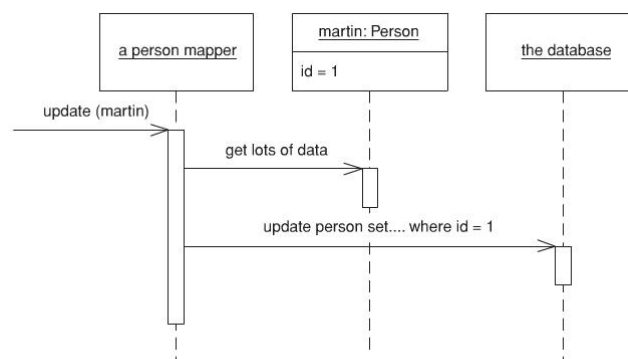 a person mapper
martin: Person
id = 1
the database
update (martin)
get lots of data
update person set.... where id = 1